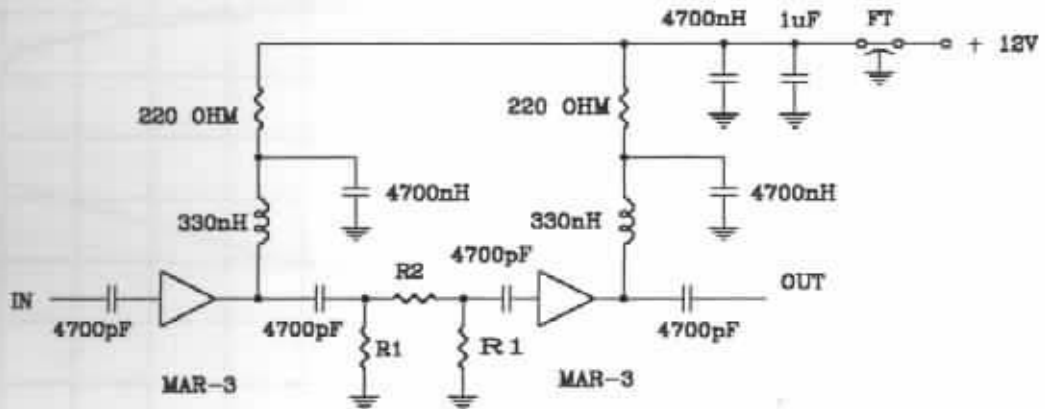 4700nH 1uF FT
+ 12V
220 OHM 220 OHM
4700nH 4700nH
330nH 330nH
4700pF
R2
IN OUT
4700pF 4700pF 4700pF
R1 R1
MAR-3 MAR-3